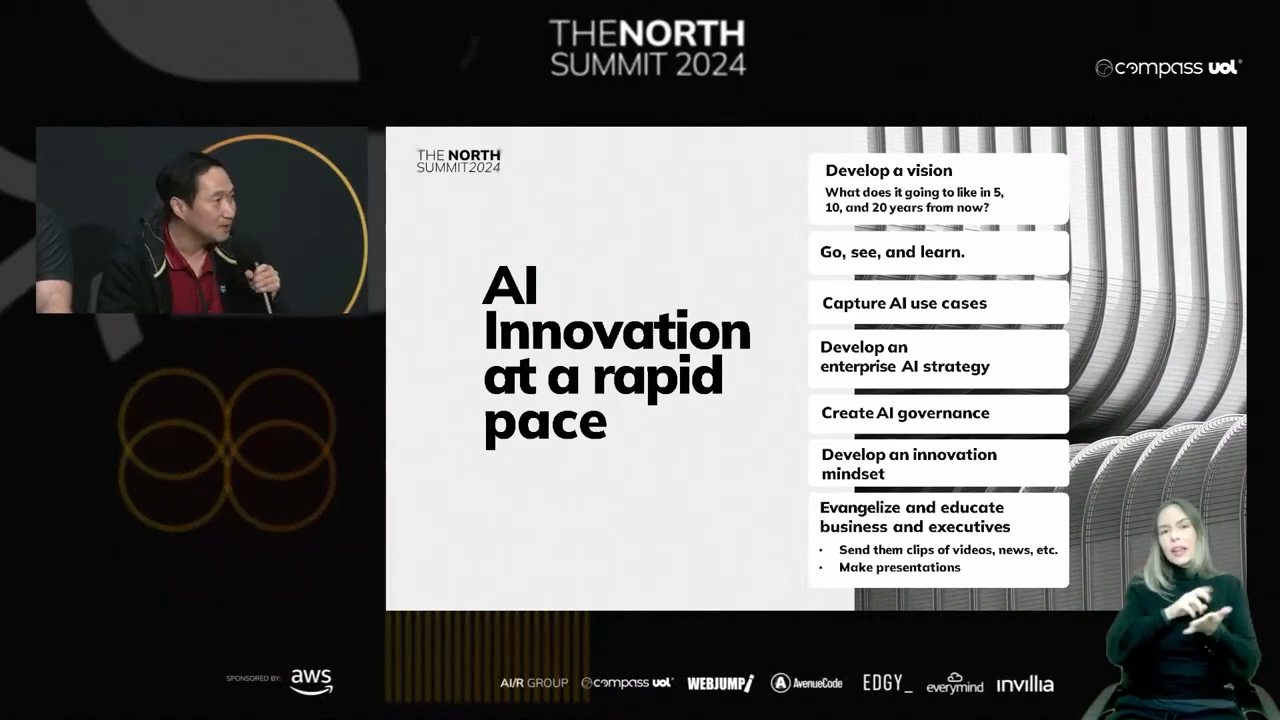 THENORTH
SUMMIT 2024
compass uol
THE NORTH
SUMMIT2024
AI
Innovation
at a rapid
pace
Develop a vision
What does it going to like in 5,
10, and 20 years from now?
Go, see, and learn.
Capture AI use cases
Develop an
enterprise AI strategy
Create AI governance
Develop an innovation
mindset
Evangelize and educate
business and executives
• Send them clips of videos, news, etc.
• Make presentations
SPONSORED BY:
aws
AI/R GROUP
compass uol
WEBJUMP
AvenueCode
EDGY_
everymind
invillia